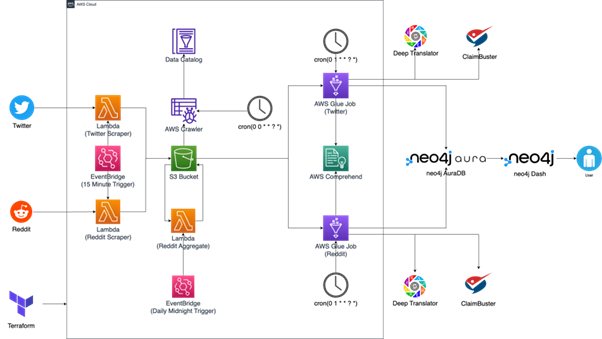 AWS Cloud
Data Catalog
AWS Crawler
cron(0 0 * * ? *)
cron(0 1 * * ? *)
Deep Translator
ClaimBuster
AWS Glue Job
(Twitter)
Twitter
Lambda
(Twitter Scraper)
EventBridge
(15 Minute Trigger)
S3 Bucket
AWS Comprehend
neo4j aura
neo4j AuraDB
neo4j
neo4j Dash
User
Reddit
Lambda
(Reddit Scraper)
Lambda
(Reddit Aggregate)
AWS Glue Job
(Reddit)
EventBridge
(Daily Midnight Trigger)
cron(0 1 * * ? *)
Deep Translator
ClaimBuster
Terraform